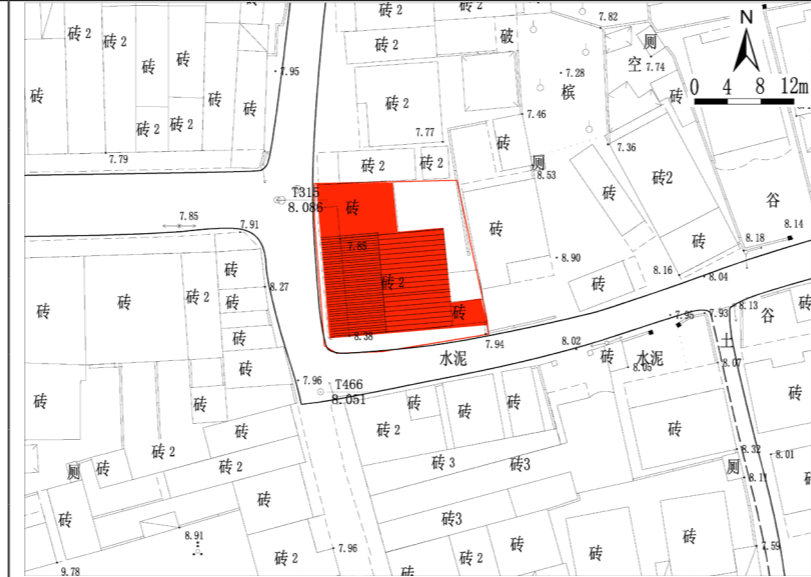 砖
砖 2
砖 2
砖 2
7.82
N
砖 2
砖 2
砖
砖
7.95
砖 2
破
厕
空 7.74
7.28
槟
0 4 8 12m
砖
砖
砖
砖 2
砖
砖 2
砖 2
7.46
砖
7.77
砖
7.36
7.79
砖 2
砖 2
厕
8.53
砖2
砖
T315
8.086
砖
谷
7.85
7.91
砖
8.14
7.85
砖
8.18
8.90
砖
8.27
砖 2
砖
8.16
8.04
砖
砖
砖 2
砖
砖
8.13
砖
砖
8.38
7.94
7.95
7.93
谷
土
砖
水泥
8.02
砖
水泥
8.05
8.07
砖
7.96
T466
8.051
砖
砖
砖
砖
砖
砖
砖
砖
砖 2
砖
砖 2
砖 2
砖 3
砖3
8.32
厕
砖
厕
8.01
8.11
砖
砖
砖3
8.91
砖
砖
7.96
砖 2
砖 2
砖
砖
7.59
9.78
砖